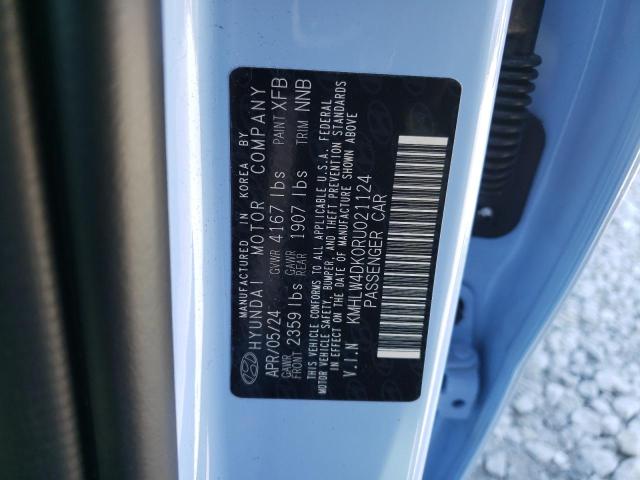 MANUFACTURED IN KOREA BY
HYUNDAI MOTOR COMPANY
APR/05/24 GVWR 4167 lbs PAINT XFB
GAWR FRONT 2359 lbs GAWR REAR 1907 lbs TRIM NNB
THIS VEHICLE CONFORMS TO ALL APPLICABLE U.S.A. FEDERAL
MOTOR VEHICLE SAFETY, BUMPER, AND THEFT PREVENTION STANDARDS
IN EFFECT ON THE DATE OF MANUFACTURE SHOWN ABOVE
V.I.N KMHLW4DK0RU021124
PASSENGER CAR